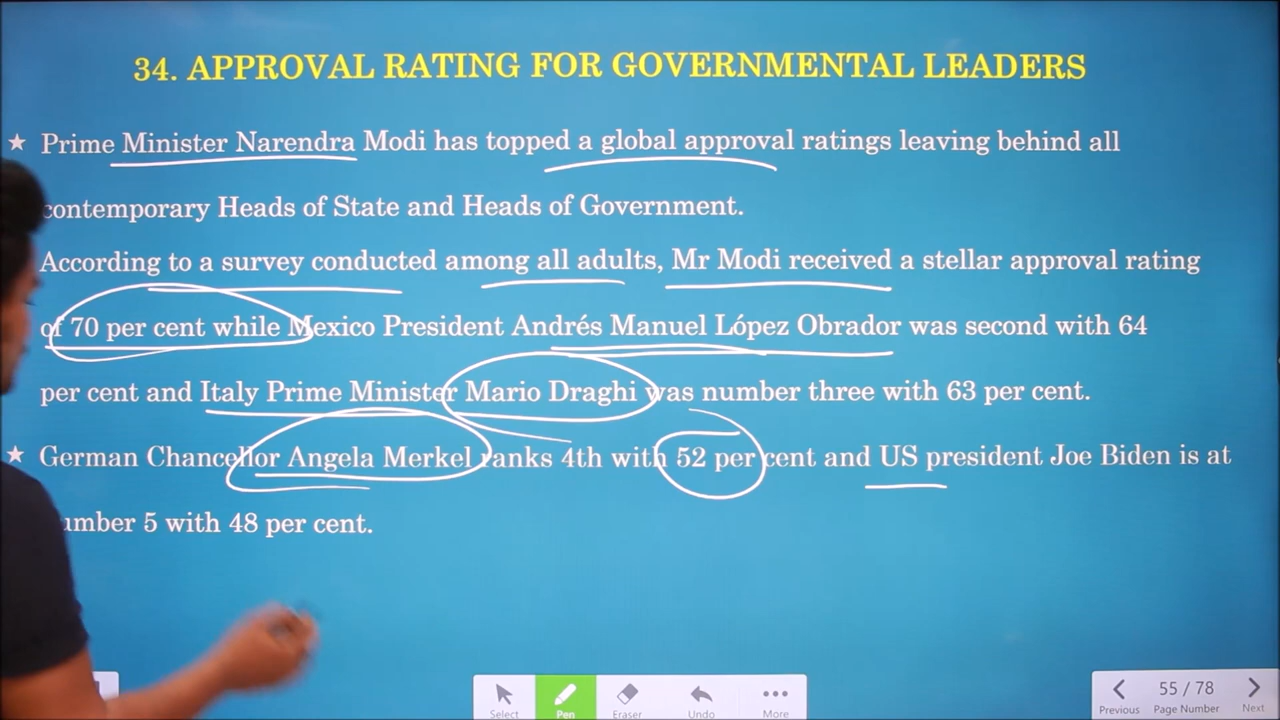 34. APPROVAL RATING FOR GOVERNMENTAL LEADERS
★ Prime Minister Narendra Modi has topped a global approval ratings leaving behind all
contemporary Heads of State and Heads of Government.
According to a survey conducted among all adults, Mr Modi received a stellar approval rating
of 70 per cent while Mexico President Andrés Manuel López Obrador was second with 64
per cent and Italy Prime Minister Mario Draghi was number three with 63 per cent.
★ German Chancellor Angela Merkel ranks 4th with 52 per cent and US president Joe Biden is at
umber 5 with 48 per cent.
Select Pen Eraser Undo More
Previous 55 / 78 Page Number Next